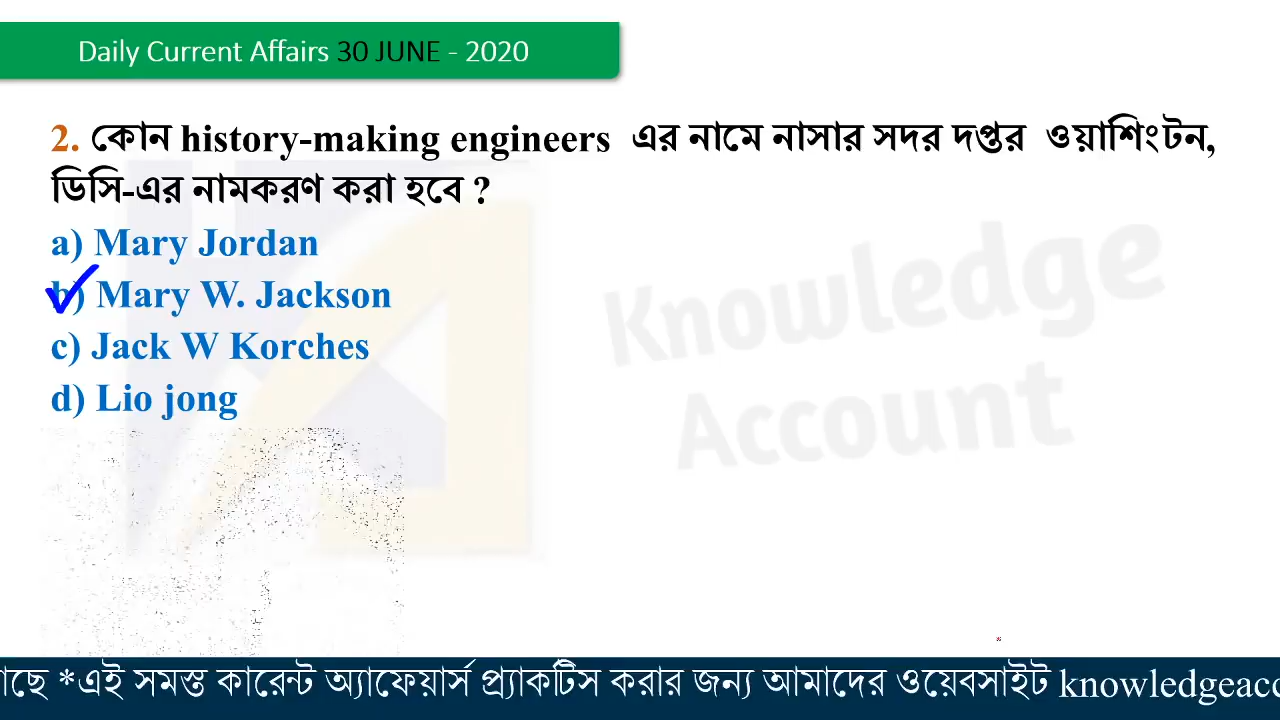 Daily Current Affairs 30 JUNE - 2020
2. কোন history-making engineers এর নামে নাসার সদর দপ্তর ওয়াশিংটন,
ডিসি-এর নামকরণ করা হবে ?
a) Mary Jordan
b) Mary W. Jackson
c) Jack W Korches
d) Lio jong
Knowledge
Account
*এই সমস্ত কারেন্ট অ্যাফেয়ার্স প্র্যাকটিস করার জন্য আমাদের ওয়েবসাইট